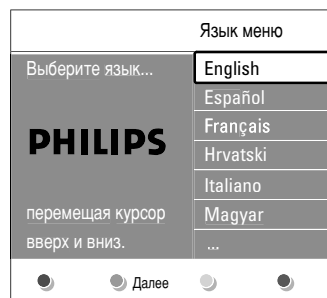 Язык меню
Выберите язык...
English
Español
Français
PHILIPS
Hrvatski
Italiano
перемещая курсор
Magyar
вверх и вниз.
...
Далее